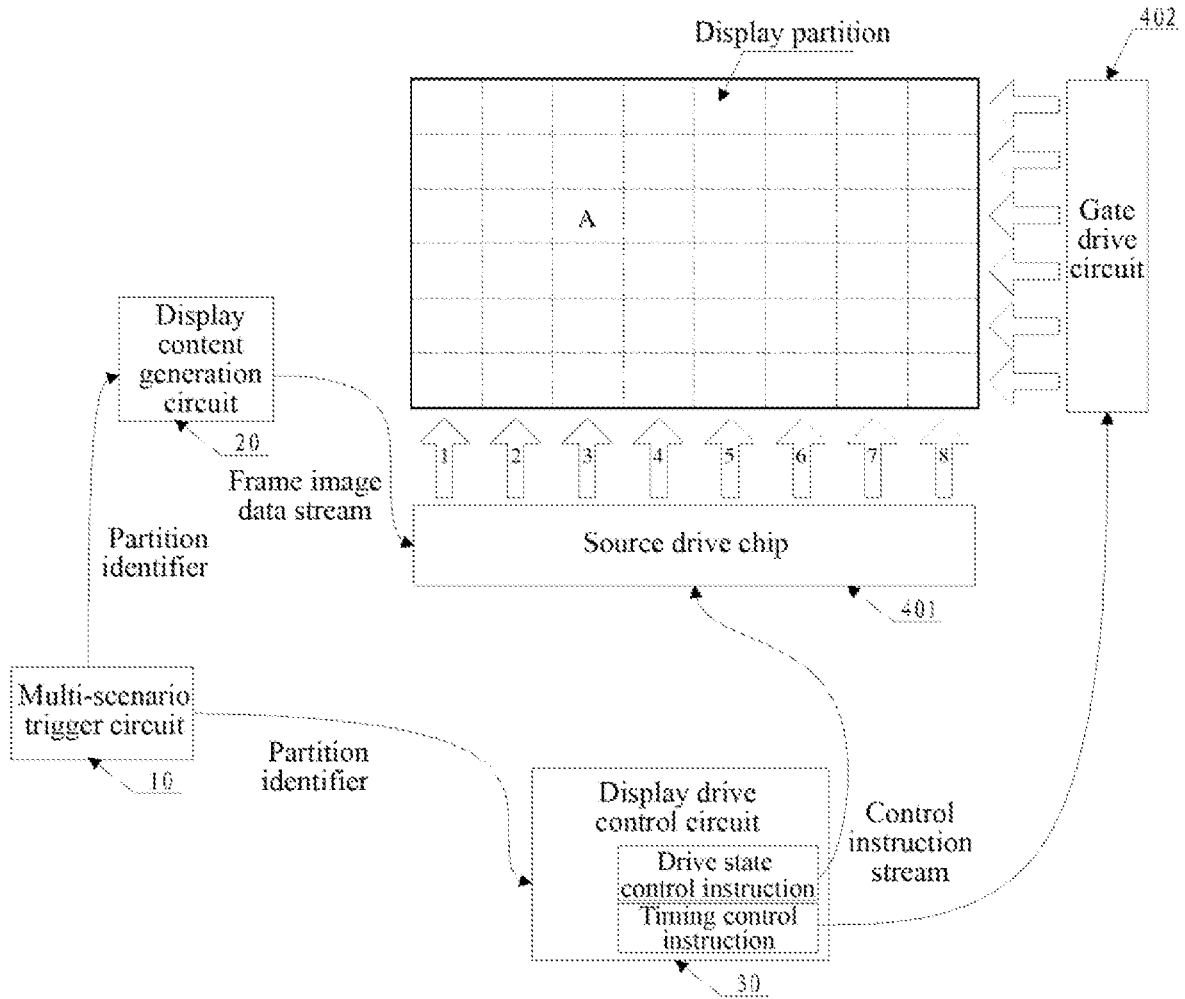 402
Display partition
A
Gate
drive
circuit
Display
content
generation
circuit
20
1 2 3 4 5 6 7 8
Frame image
data stream
Source drive chip
401
Partition
identifier
Multi-scenario
trigger circuit
10
Partition
identifier
Display drive
control circuit
Drive state
control instruction
Timing control
instruction
30
Control
instruction
stream